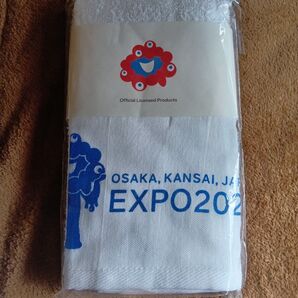 Official Licensed Products
OSAKA, KANSAI, JA
EXPO202